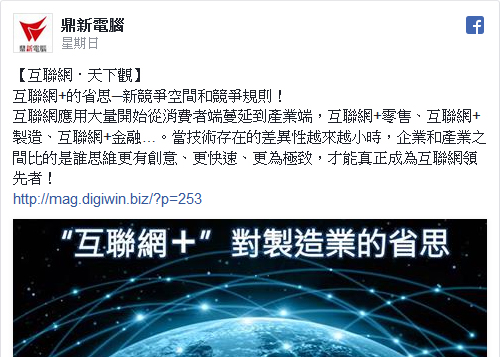 鼎新電腦
鼎新電腦
星期日
【互聯網．天下觀】
互聯網+的省思─新競爭空間和競爭規則！
互聯網應用大量開始從消費者端蔓延到產業端，互聯網+零售、互聯網+
製造、互聯網+金融...。當技術存在的差異性越來越小時，企業和產業之
間比的是誰思維更有創意、更快速、更為極致，才能真正成為互聯網領
先者！
http://mag.digiwin.biz/?p=253
“互聯網＋”對製造業的省思